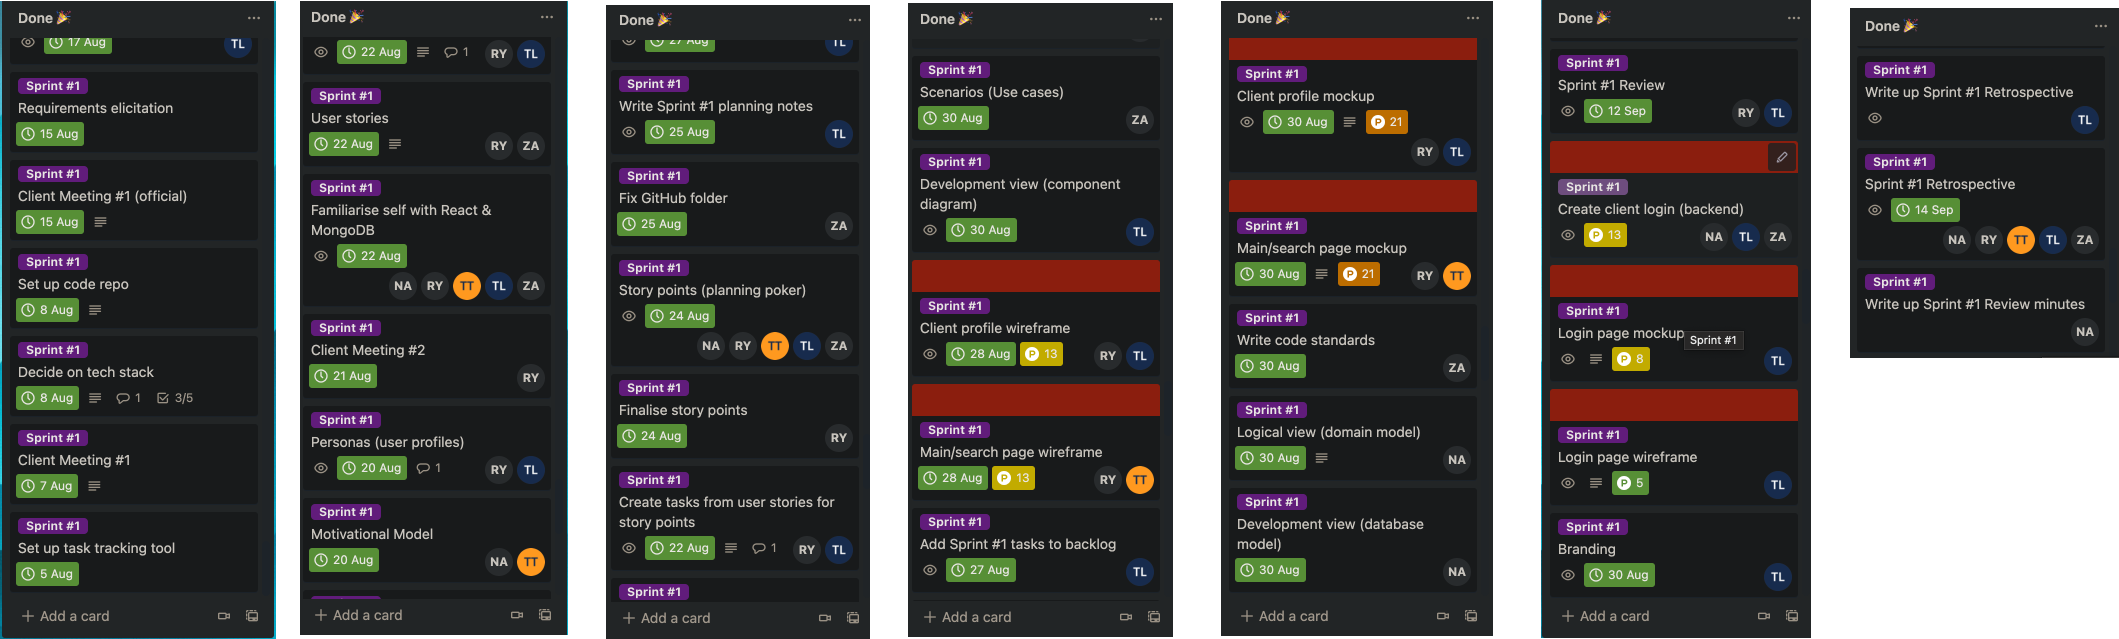 Done 🎉
17 Aug
TL
Sprint #1
Requirements elicitation
15 Aug
Sprint #1
Client Meeting #1 (official)
15 Aug
Sprint #1
Set up code repo
8 Aug
Sprint #1
Decide on tech stack
8 Aug 1 3/5
Sprint #1
Client Meeting #1
7 Aug
Sprint #1
Set up task tracking tool
5 Aug
+ Add a card
Done 🎉
22 Aug 1 RY TL
Sprint #1
User stories
22 Aug
RY ZA
Sprint #1
Familiarise self with React &
MongoDB
22 Aug
NA RY TT TL ZA
Sprint #1
Client Meeting #2
21 Aug
RY
Sprint #1
Personas (user profiles)
20 Aug 1 RY TL
Sprint #1
Motivational Model
20 Aug
NA TT
+ Add a card
Done 🎉
27 Aug
TL
Sprint #1
Write Sprint #1 planning notes
25 Aug
TL
Sprint #1
Fix GitHub folder
25 Aug
ZA
Sprint #1
Story points (planning poker)
24 Aug
NA RY TT TL ZA
Sprint #1
Finalise story points
24 Aug
RY
Sprint #1
Create tasks from user stories for
story points
22 Aug 1 RY TL
Sprint #1
+ Add a card
Done 🎉
Sprint #1
Scenarios (Use cases)
30 Aug
ZA
Sprint #1
Development view (component
diagram)
30 Aug
TL
Sprint #1
Client profile wireframe
28 Aug P 13 RY TL
Sprint #1
Main/search page wireframe
28 Aug P 13 RY TT
Sprint #1
Add Sprint #1 tasks to backlog
27 Aug
TL
+ Add a card
Done 🎉
Sprint #1
Client profile mockup
30 Aug P 21
RY TL
Sprint #1
Main/search page mockup
30 Aug P 21 RY TT
Sprint #1
Write code standards
30 Aug
ZA
Sprint #1
Logical view (domain model)
30 Aug
NA
Sprint #1
Development view (database
model)
30 Aug
NA
+ Add a card
Done 🎉
Sprint #1
Sprint #1 Review
12 Sep
RY TL
Sprint #1
Create client login (backend)
P 13 NA TL ZA
Sprint #1
Login page mockup
Sprint #1
P 8
TL
Sprint #1
Login page wireframe
P 5
TL
Sprint #1
Branding
30 Aug
TL
+ Add a card
Done 🎉
Sprint #1
Write up Sprint #1 Retrospective
TL
Sprint #1
Sprint #1 Retrospective
14 Sep
NA RY TT TL ZA
Sprint #1
Write up Sprint #1 Review minutes
NA